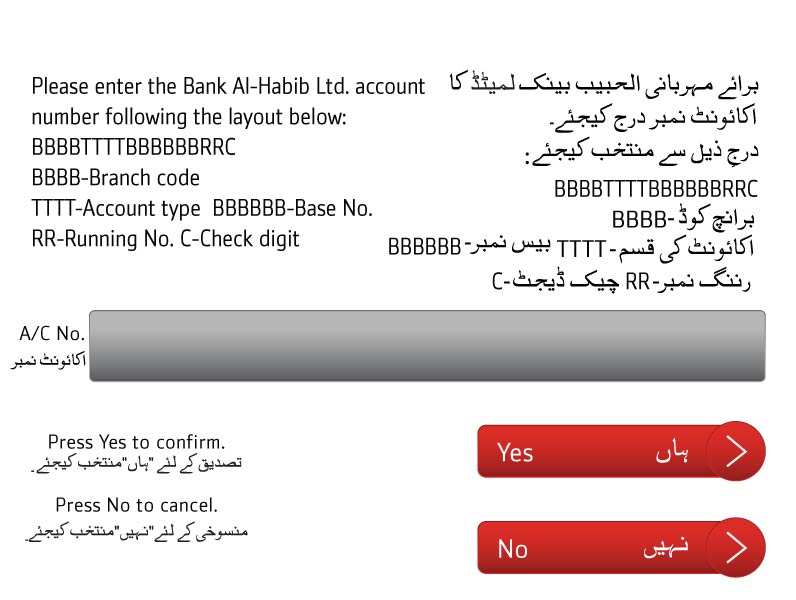 Please enter the Bank Al-Habib Ltd. account
number following the layout below:
BBBBTTTTBBBBBBRRC
BBBB-Branch code
TTTT-Account type  BBBBBB-Base No.
RR-Running No. C-Check digit
برائے مہربانی الحبیب بینک لمیٹڈ کا
اکائونٹ نمبر درج کیجئے۔
درجِ ذیل سے منتخب کیجئے:
BBBBTTTTBBBBBBRRC
برانچ کوڈ-BBBB
اکائونٹ کی قسم-TTTT بیس نمبر-BBBBBB
رننگ نمبر-RR چیک ڈیجٹ-C
A/C No.
اکائونٹ نمبر
Press Yes to confirm.
تصدیق کے لئے "ہاں"منتخب کیجئے۔
Yes ہاں
Press No to cancel.
منسوخی کے لئے"نہیں"منتخب کیجئے۔
No نہیں